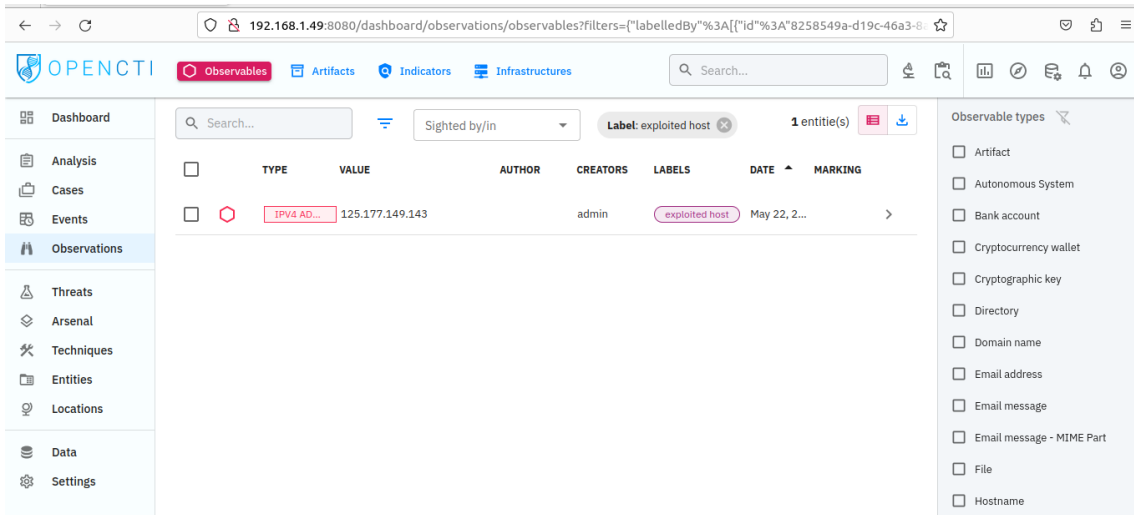 192.168.1.49:8080/dashboard/observations/observables?filters={"labelledBy"%3A[{"id"%3A"8258549a-d19c-46a3-8
OPENCTI
Observables Artifacts Indicators Infrastructures Search...
Dashboard
Analysis
Cases
Events
Observations
Threats
Arsenal
Techniques
Entities
Locations
Data
Settings
Search... Sighted by/in Label: exploited host 1 entitie(s)
TYPE VALUE AUTHOR CREATORS LABELS DATE MARKING
IPV4 AD... 125.177.149.143 admin exploited host May 22, 2...
Observable types
Artifact
Autonomous System
Bank account
Cryptocurrency wallet
Cryptographic key
Directory
Domain name
Email address
Email message
Email message - MIME Part
File
Hostname